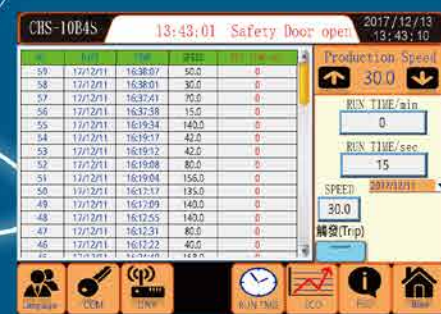 CHS-10B4S 13:43:01 Safety Door open 2017/12/13
13:43:10
NO. DATE TIME SPEED
59 17/12/11 16:38:07 50.0 0
58 17/12/11 16:38:01 30.0 0
57 17/12/11 16:37:41 70.0 0
56 17/12/11 16:37:38 15.0 0
55 17/12/11 16:19:34 140.0 0
54 17/12/11 16:19:17 42.0 0
53 17/12/11 16:19:12 42.0 0
52 17/12/11 16:19:08 80.0 0
51 17/12/11 16:19:04 156.0 0
50 17/12/11 16:17:17 135.0 0
49 17/12/11 16:17:09 140.0 0
48 17/12/11 16:12:55 140.0 0
47 17/12/11 16:12:31 80.0 0
46 17/12/11 16:12:22 40.0 0
Production Speed
30.0
RUN TIME/min
0
RUN TIME/sec
15
SPEED 2017/12/11
30.0
觸發(Trip)
Language COM RUN TIME ECO Home